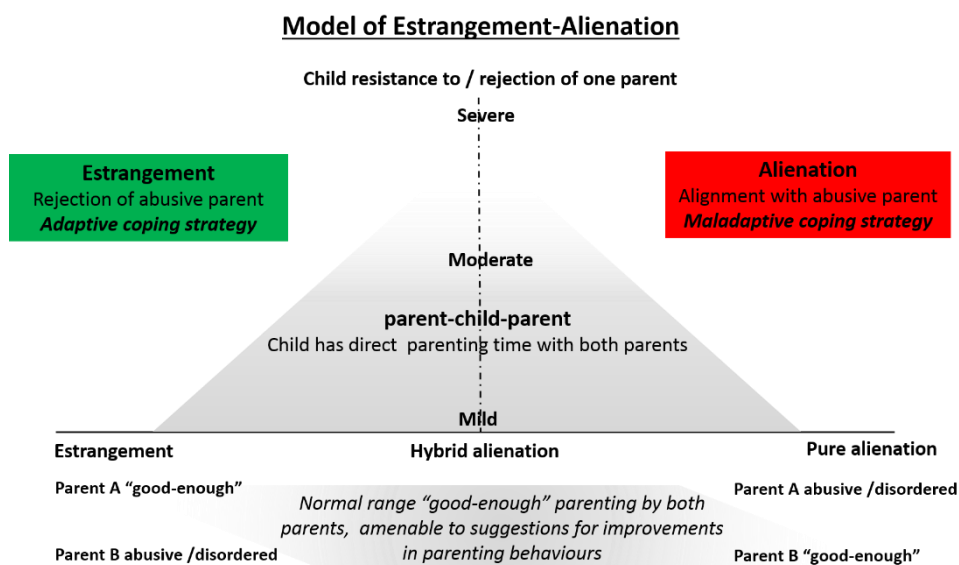 Model of Estrangement-Alienation
Child resistance to / rejection of one parent
Severe
Estrangement
Rejection of abusive parent
Adaptive coping strategy
Alienation
Alignment with abusive parent
Maladaptive coping strategy
Moderate
parent-child-parent
Child has direct parenting time with both parents
Mild
Estrangement
Hybrid alienation
Pure alienation
Parent A “good-enough”
Normal range “good-enough” parenting by both
parents, amenable to suggestions for improvements
in parenting behaviours
Parent A abusive /disordered
Parent B abusive /disordered
Parent B “good-enough”